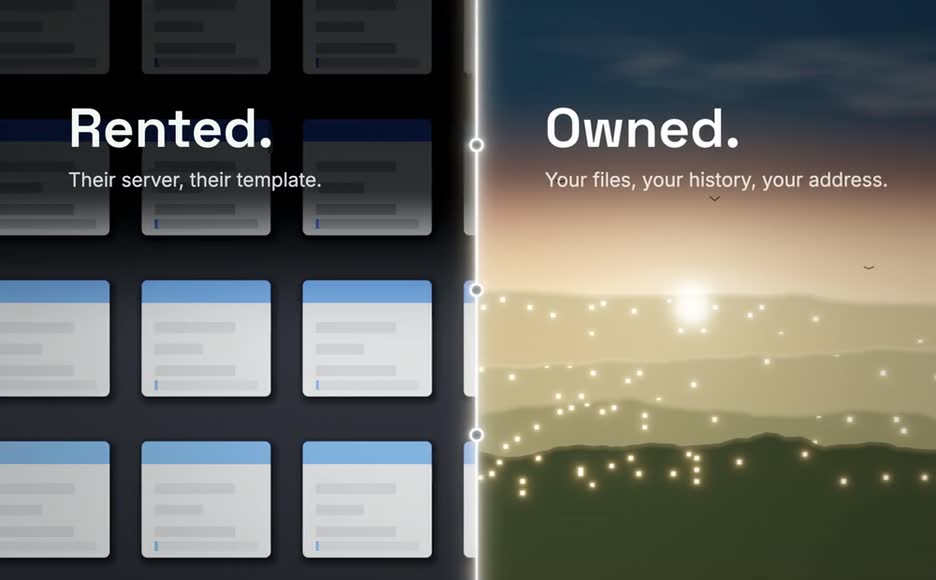 Rented.
Their server, their template.
Owned.
Your files, your history, your address.